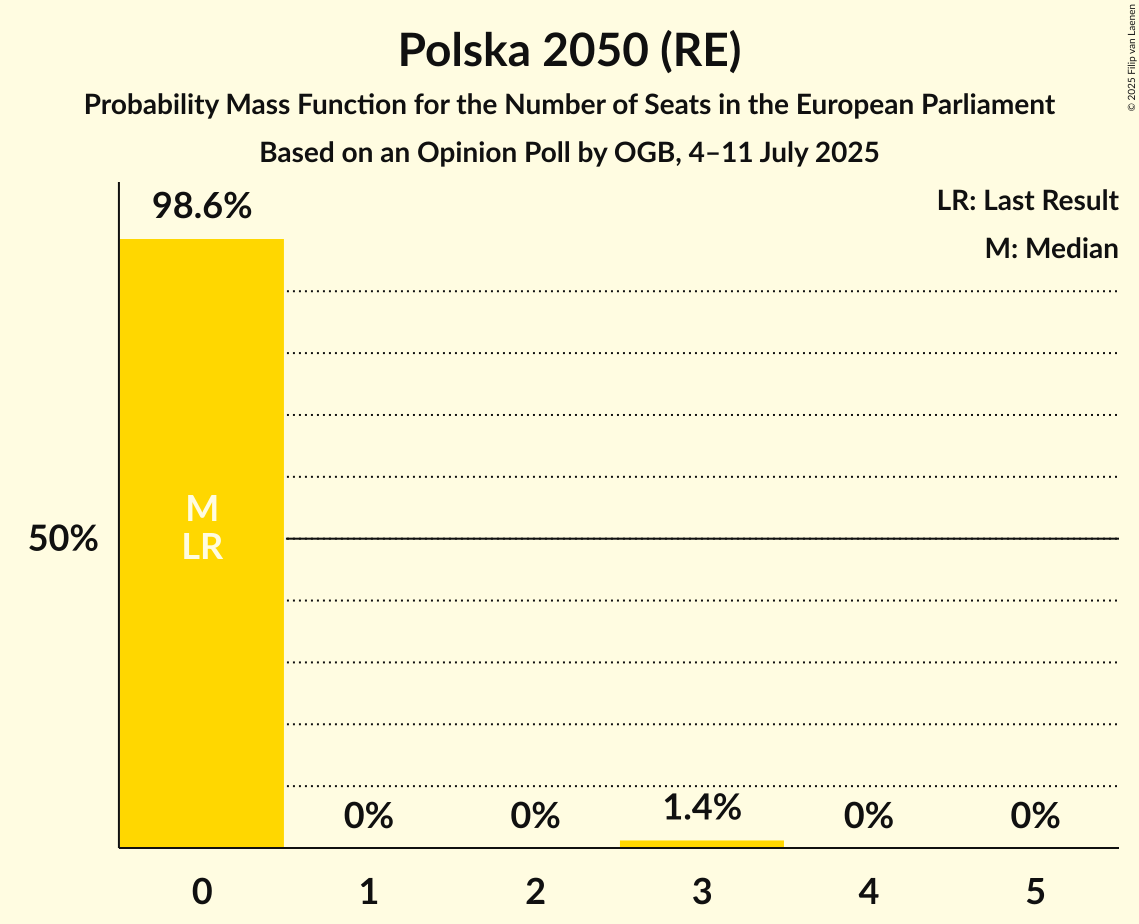 Polska 2050 (RE)
Probability Mass Function for the Number of Seats in the European Parliament
Based on an Opinion Poll by OGB, 4–11 July 2025
© 2025 Filip van Laenen
LR: Last Result
M: Median
98.6%
M
LR
50%
0%
0%
1.4%
0%
0%
0
1
2
3
4
5